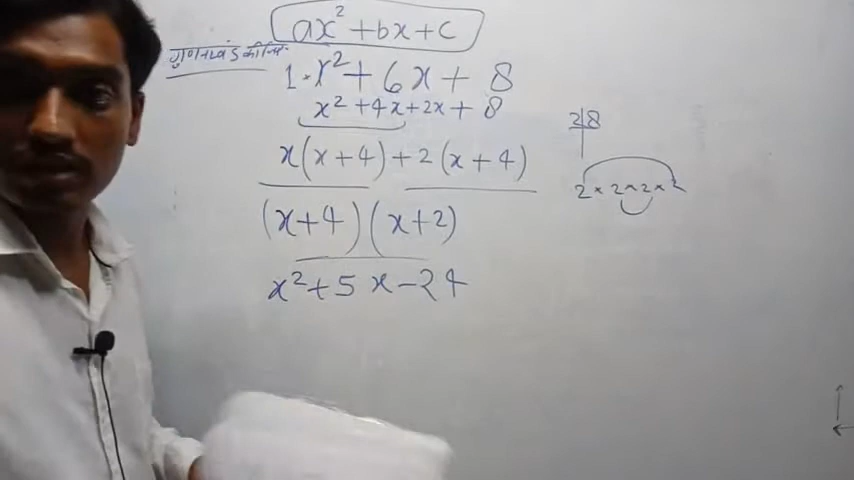 ax² + bx + c
गुणनखंड कीजिए
1·x² + 6x + 8
x² + 4x + 2x + 8
x(x + 4) + 2(x + 4)
(x + 4)(x + 2)
x² + 5x - 24
2|8
2 × 2 × 2 × 2